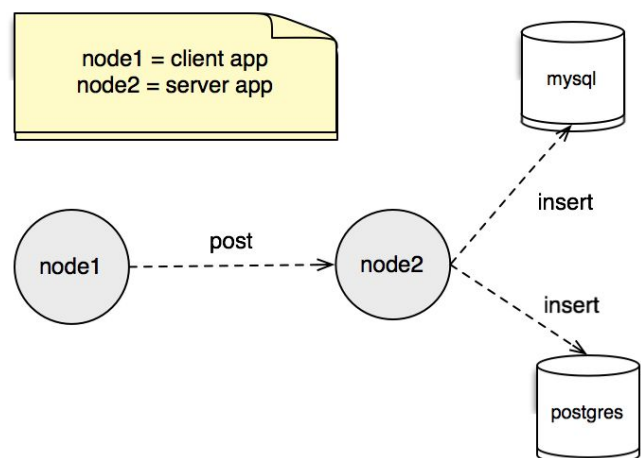 node1 = client app
node2 = server app
mysql
insert
post
node1
node2
insert
postgres